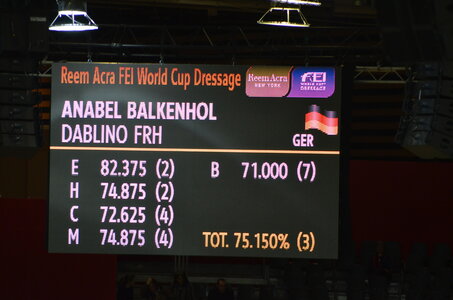 Reem Acra FEI World Cup Dressage
Reem Acra
NEW YORK
FEI
WORLD CUP
DRESSAGE
ANABEL BALKENHOL
DABLINO FRH
GER
E 82.375 (2) B 71.000 (7)
H 74.875 (2)
C 72.625 (4)
M 74.875 (4) TOT. 75.150% (3)